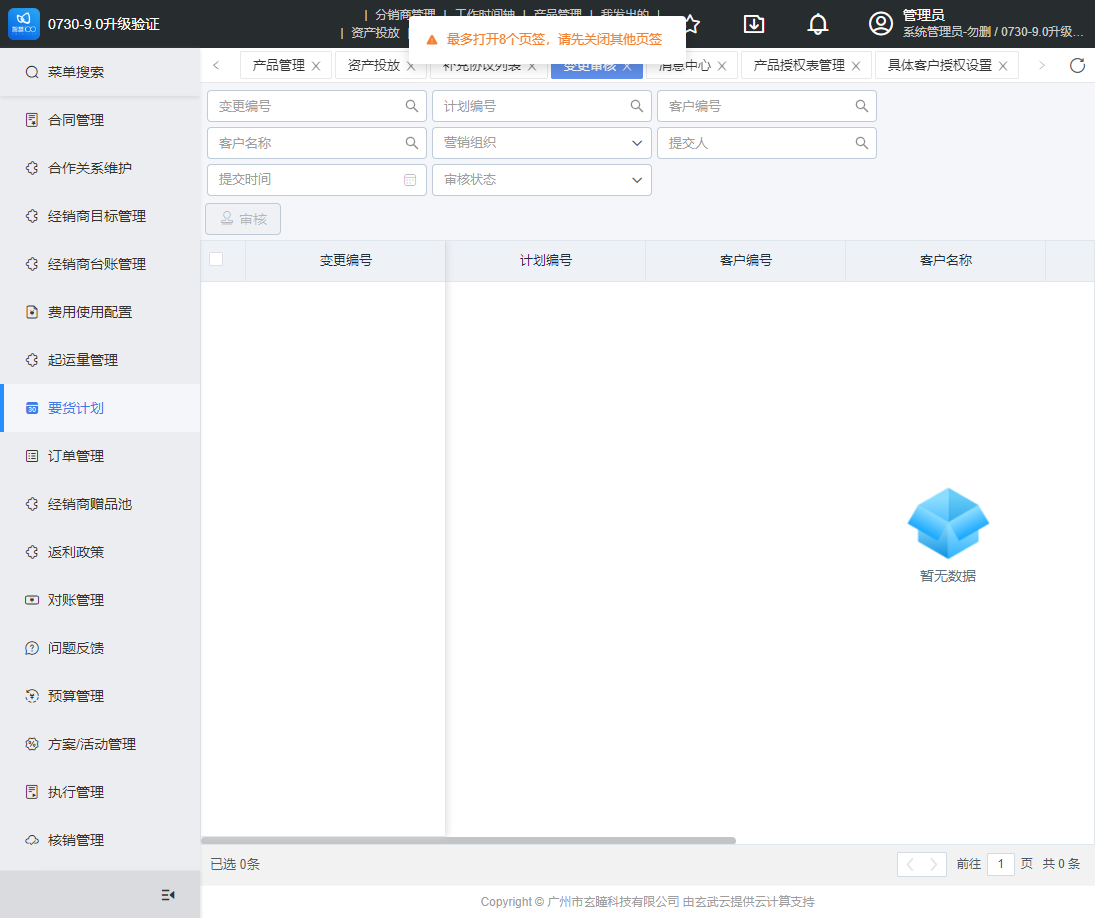 智慧100
0730-9.0升级验证
| 分销商管理 | 工作时间轴 | 产品管理 | 我发出的 |
| 资产投放 |
最多打开8个页签，请先关闭其他页签
管理员
系统管理员-勿删 / 0730-9.0升级...
菜单搜索
合同管理
合作关系维护
经销商目标管理
经销商台账管理
费用使用配置
起运量管理
要货计划
订单管理
经销商赠品池
返利政策
对账管理
问题反馈
预算管理
方案/活动管理
执行管理
核销管理
产品管理
资产投放
补充协议列表
变更审核
消息中心
产品授权表管理
具体客户授权设置
变更编号
计划编号
客户编号
客户名称
营销组织
提交人
提交时间
审核状态
审核
变更编号
计划编号
客户编号
客户名称
暂无数据
已选 0条
前往 1 页 共 0 条
Copyright © 广州市玄瞳科技有限公司 由玄武云提供云计算支持